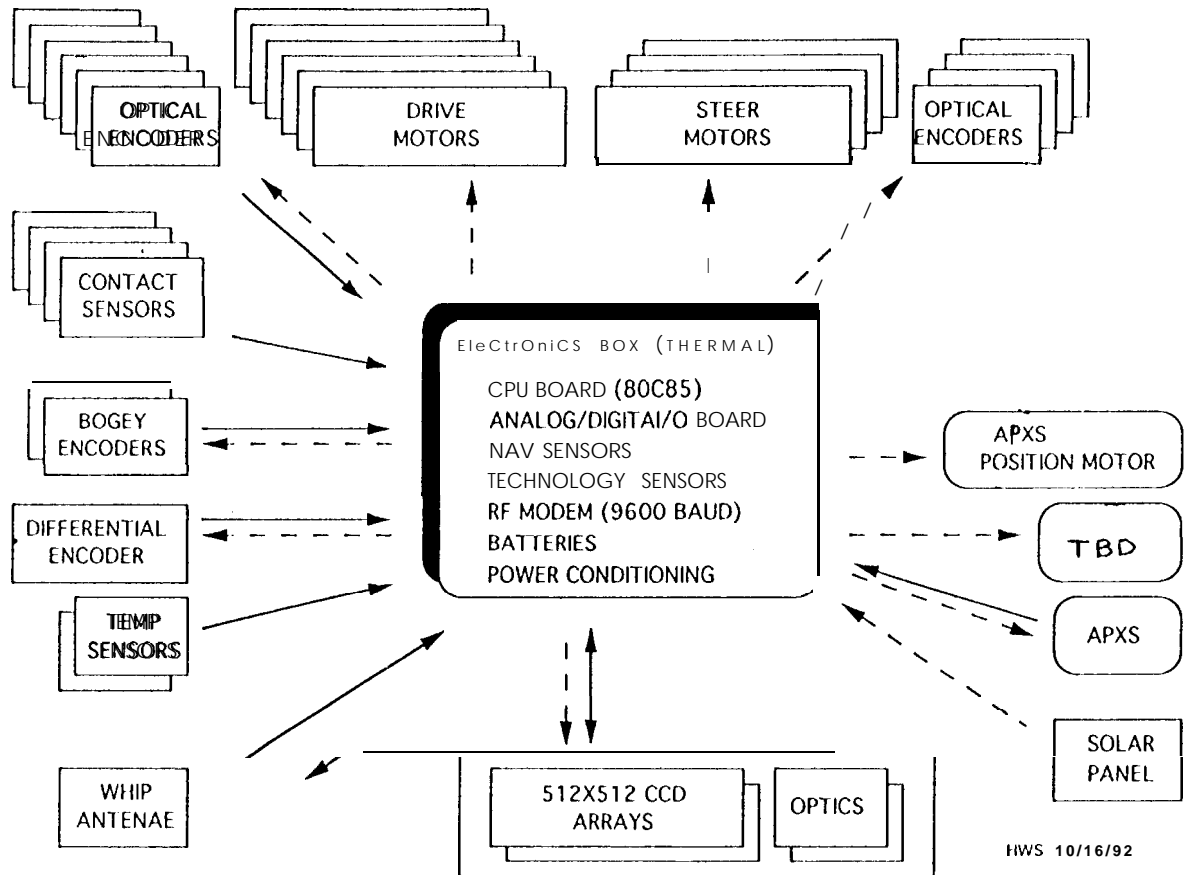 OPTICAL
ENCODERS
DRIVE
MOTORS
STEER
MOTORS
OPTICAL
ENCODERS
CONTACT
SENSORS
BOGEY
ENCODERS
DIFFERENTIAL
ENCODER
TEMP
SENSORS
WHIP
ANTENAE
EleCtrOniCS BOX (THERMAL)
CPU BOARD (80C85)
ANALOG/DIGITAI/O BOARD
NAV SENSORS
TECHNOLOGY SENSORS
RF MODEM (9600 BAUD)
BATTERIES
POWER CONDITIONING
512X512 CCD
ARRAYS
OPTICS
APXS
POSITION MOTOR
TBD
APXS
SOLAR
PANEL
HWS 10/16/92